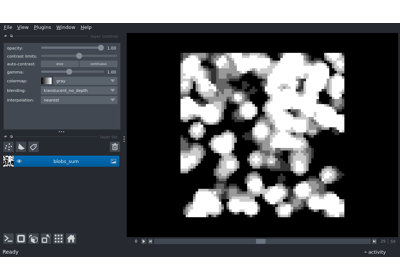 File View Plugins Window Help
opacity: 1.00
contrast limits:
auto-contrast: once continuous
gamma: 1.00
colormap: gray
blending: translucent_no_depth
interpolation: nearest
blobs_sum
Ready
activity